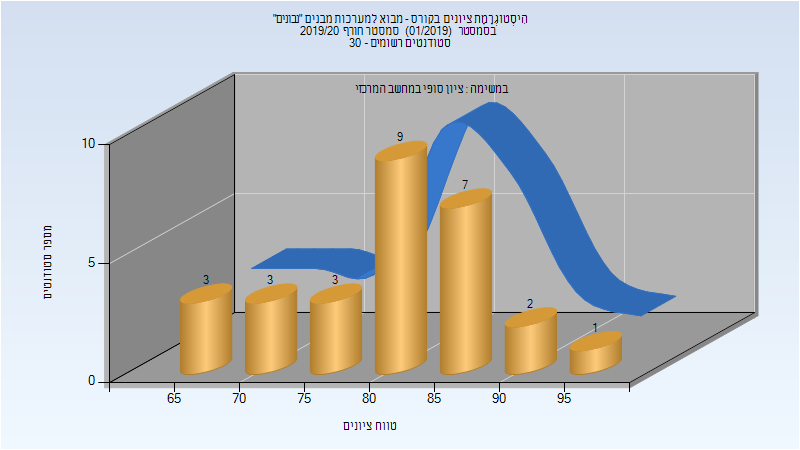 היסטוגרמת ציונים בקורס - מבוא למערכות מבנים "נבונים"
בסמסטר (01/2019) סמסטר חורף 2019/20
סטודנטים רשומים - 30
במשימה : ציון סופי במחשב המרכזי
מספר סטודנטים
10
5
0
3
3
3
9
7
2
1
65
70
75
80
85
90
95
טווח ציונים